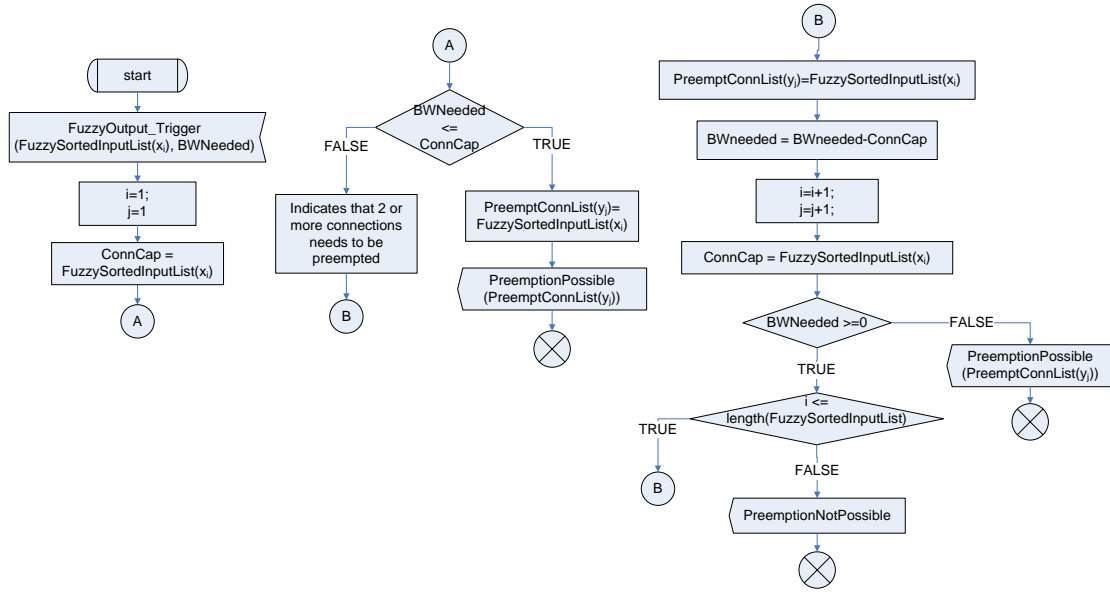 start
FuzzyOutput_Trigger
(FuzzySortedInputList(xᵢ), BWNeeded)
i=1;
j=1
ConnCap =
FuzzySortedInputList(xᵢ)
A
A
BWNeeded
<=
ConnCap
FALSE
TRUE
Indicates that 2 or
more connections
needs to be
preempted
B
PreemptConnList(yⱼ)=
FuzzySortedInputList(xᵢ)
PreemptionPossible
(PreemptConnList(yⱼ))
B
PreemptConnList(yⱼ)=FuzzySortedInputList(xᵢ)
BWneeded = BWneeded-ConnCap
i=i+1;
j=j+1;
ConnCap = FuzzySortedInputList(xᵢ)
BWNeeded >=0
FALSE
PreemptionPossible
(PreemptConnList(yⱼ))
TRUE
i <=
length(FuzzySortedInputList)
TRUE
B
FALSE
PreemptionNotPossible